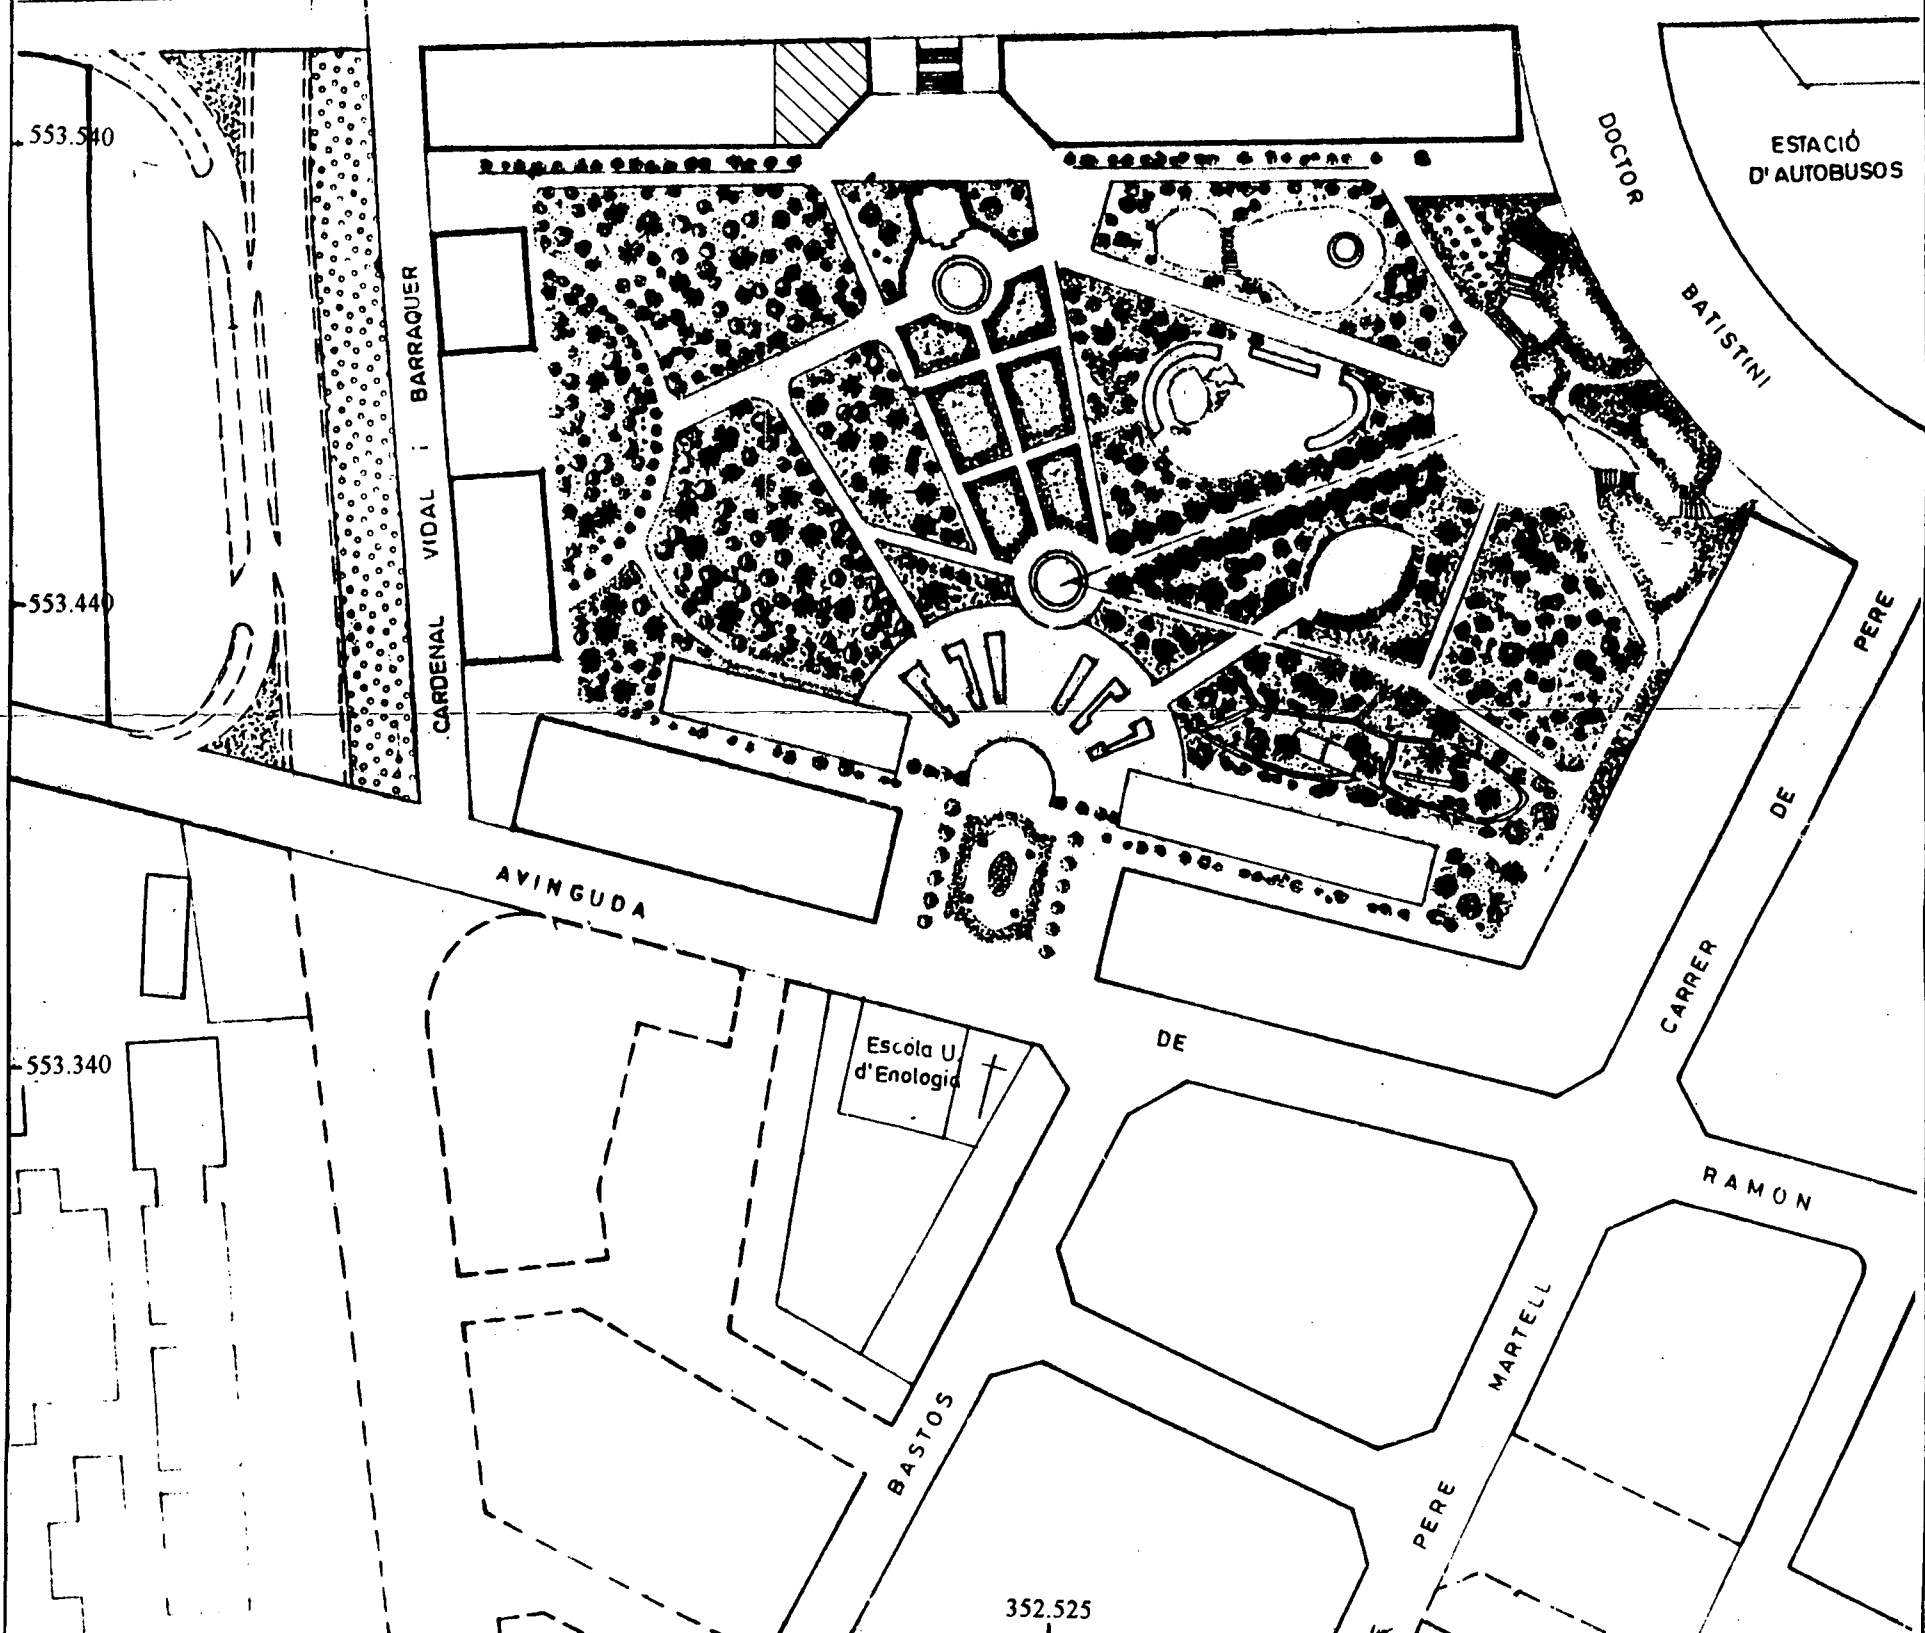 553.540
DOCTOR
ESTACIÓ
D'AUTOBUSOS
BATISTINI
CARDENAL VIDAL i BARRAQUER
553.440
PERE
DE
CARRER
AVINGUDA
DE
RAMON
Escola U.
d'Enologia
553.340
BASTOS
PERE MARTELL
352.525